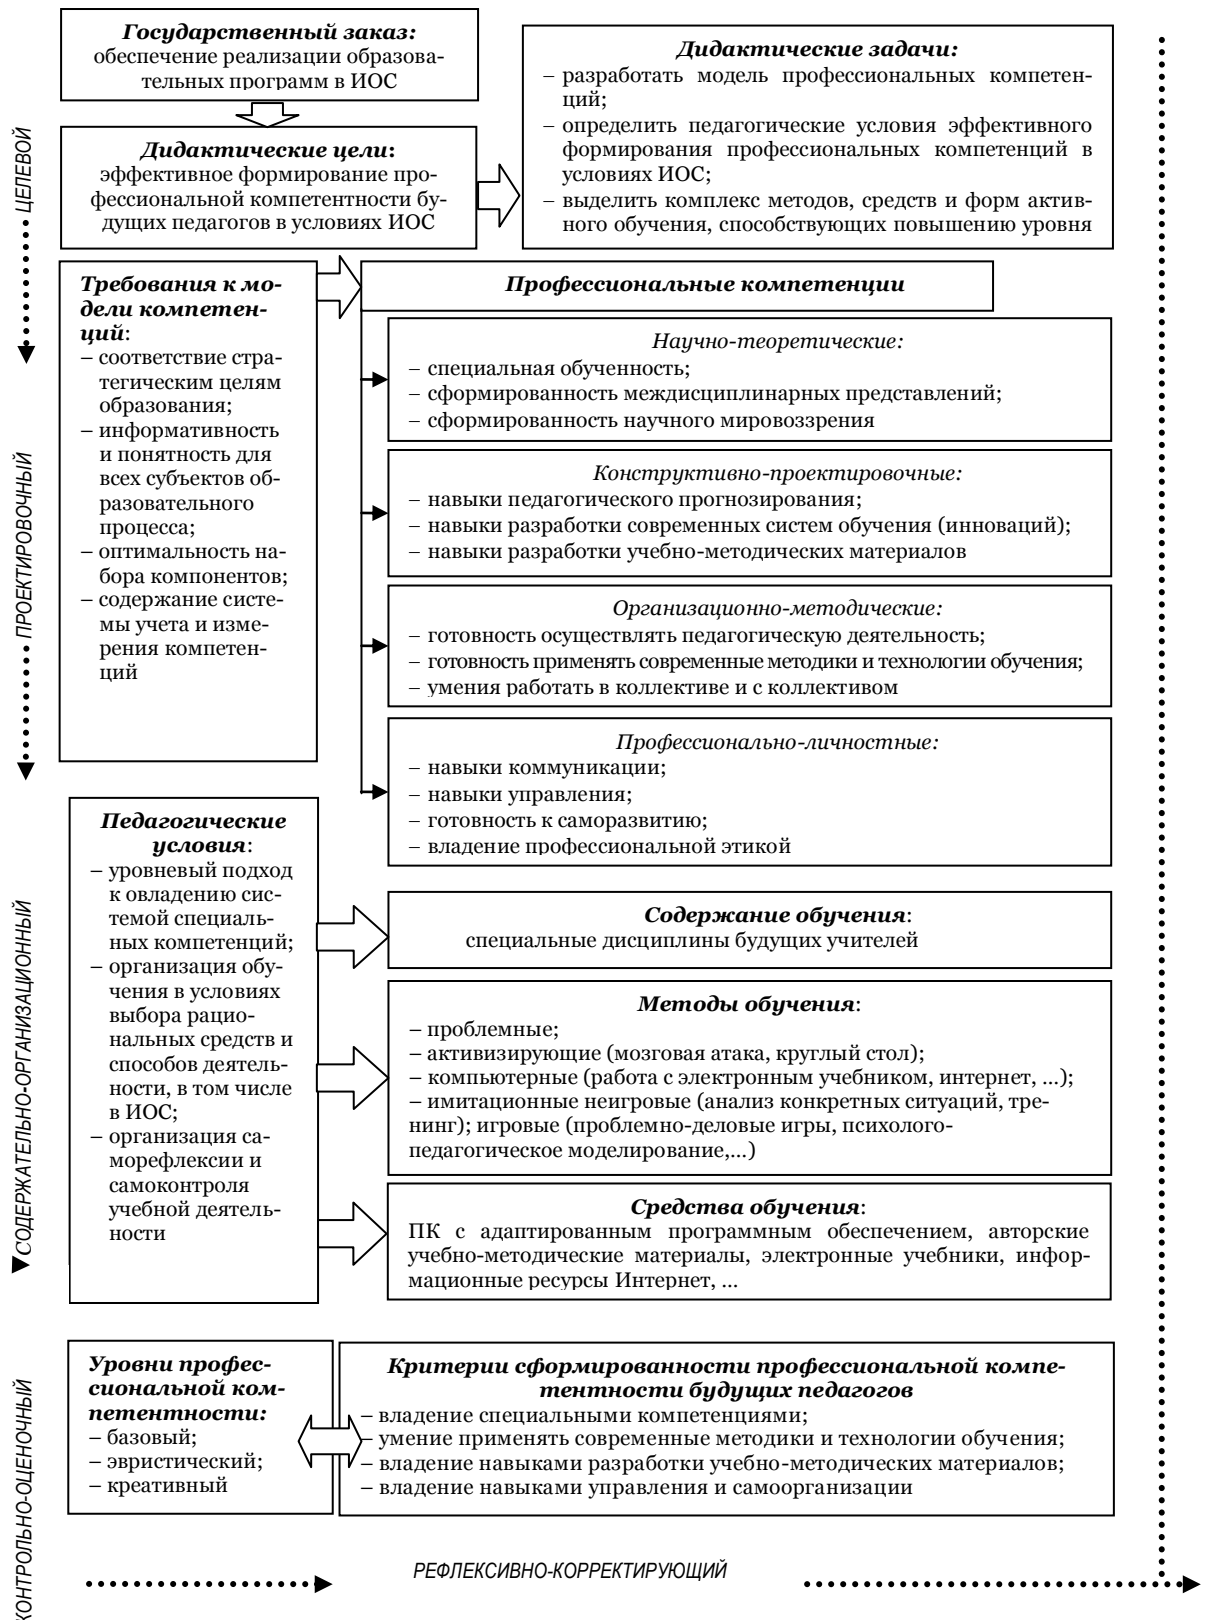 Государственный заказ:
обеспечение реализации образова-
тельных программ в ИОС
Дидактические цели:
эффективное формирование про-
фессиональной компетентности бу-
дущих педагогов в условиях ИОС
Дидактические задачи:
– разработать модель профессиональных компетен-
ций;
– определить педагогические условия эффективного
формирования профессиональных компетенций в
условиях ИОС;
– выделить комплекс методов, средств и форм актив-
ного обучения, способствующих повышению уровня
ЦЕЛЕВОЙ
Требования к мо-
дели компетен-
ций:
– соответствие стра-
тегическим целям
образования;
– информативность
и понятность для
всех субъектов об-
разовательного
процесса;
– оптимальность на-
бора компонентов;
– содержание систе-
мы учета и изме-
рения компетен-
ций
Профессиональные компетенции
Научно-теоретические:
– специальная обученность;
– сформированность междисциплинарных представлений;
– сформированность научного мировоззрения
Конструктивно-проектировочные:
– навыки педагогического прогнозирования;
– навыки разработки современных систем обучения (инноваций);
– навыки разработки учебно-методических материалов
Организационно-методические:
– готовность осуществлять педагогическую деятельность;
– готовность применять современные методики и технологии обучения;
– умения работать в коллективе и с коллективом
Профессионально-личностные:
– навыки коммуникации;
– навыки управления;
– готовность к саморазвитию;
– владение профессиональной этикой
ПРОЕКТИРОВОЧНЫЙ
Педагогические
условия:
– уровневый подход
к овладению сис-
темой специаль-
ных компетенций;
– организация обу-
чения в условиях
выбора рацио-
нальных средств и
способов деятель-
ности, в том числе
в ИОС;
– организация са-
морефлексии и
самоконтроля
учебной деятель-
ности
Содержание обучения:
специальные дисциплины будущих учителей
Методы обучения:
– проблемные;
– активизирующие (мозговая атака, круглый стол);
– компьютерные (работа с электронным учебником, интернет, ...);
– имитационные неигровые (анализ конкретных ситуаций, тре-
нинг); игровые (проблемно-деловые игры, психолого-
педагогическое моделирование,...)
Средства обучения:
ПК с адаптированным программным обеспечением, авторские
учебно-методические материалы, электронные учебники, инфор-
мационные ресурсы Интернет, ...
СОДЕРЖАТЕЛЬНО-ОРГАНИЗАЦИОННЫЙ
Уровни профес-
сиональной ком-
петентности:
– базовый;
– эвристический;
– креативный
Критерии сформированности профессиональной компе-
тентности будущих педагогов
– владение специальными компетенциями;
– умение применять современные методики и технологии обучения;
– владение навыками разработки учебно-методических материалов;
– владение навыками управления и самоорганизации
КОНТРОЛЬНО-ОЦЕНОЧНЫЙ
РЕФЛЕКСИВНО-КОРРЕКТИРУЮЩИЙ